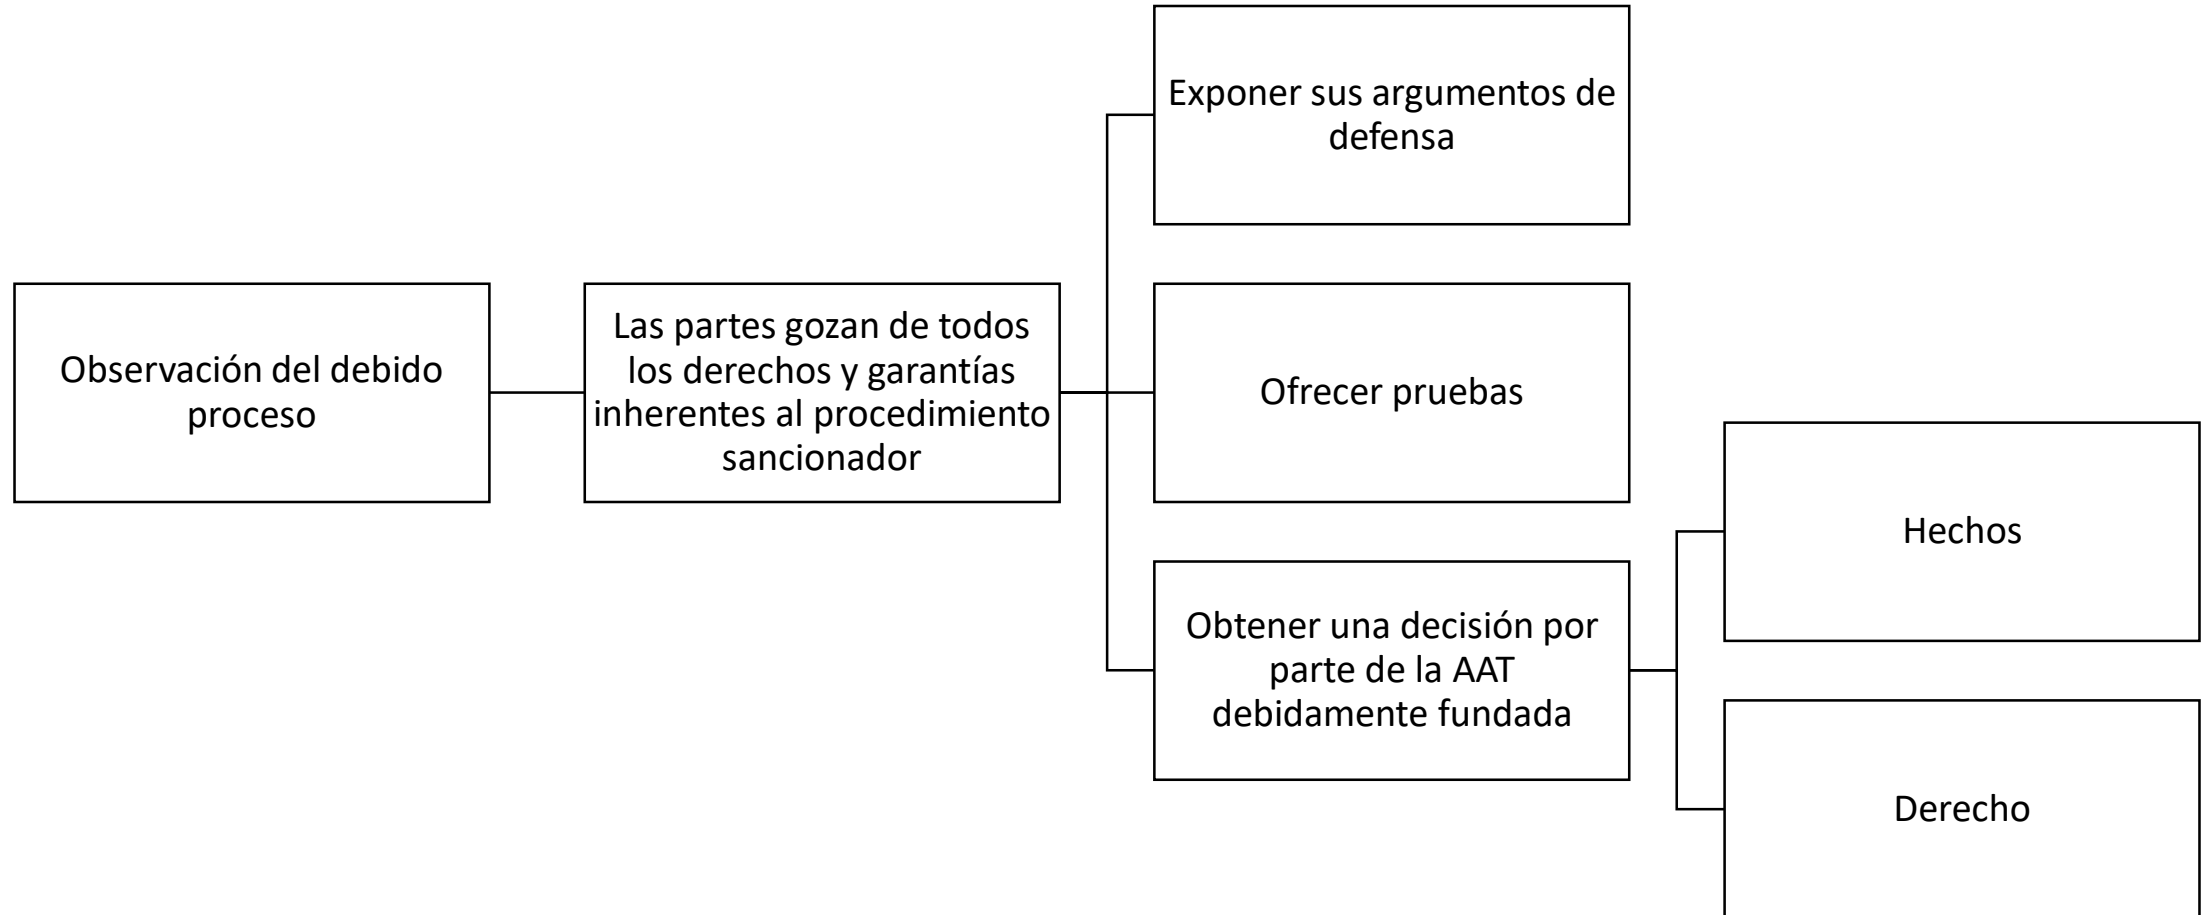 Observación del debido
proceso
Las partes gozan de todos
los derechos y garantías
inherentes al procedimiento
sancionador
Exponer sus argumentos de
defensa
Ofrecer pruebas
Obtener una decisión por
parte de la AAT
debidamente fundada
Hechos
Derecho